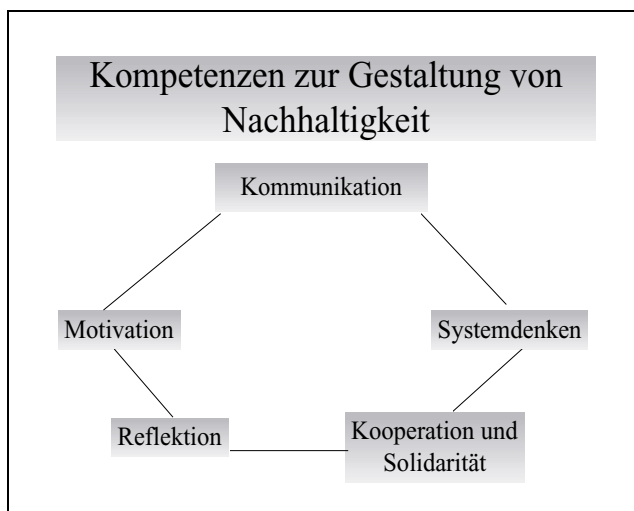 Kompetenzen zur Gestaltung von
Nachhaltigkeit
Kommunikation
Motivation
Systemdenken
Reflektion
Kooperation und
Solidarität